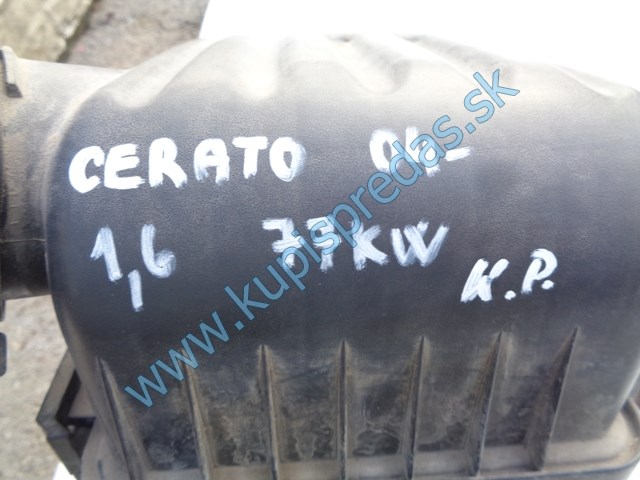 CERATO 04-
1,6 77KW K.P.
www.kupispredas.sk